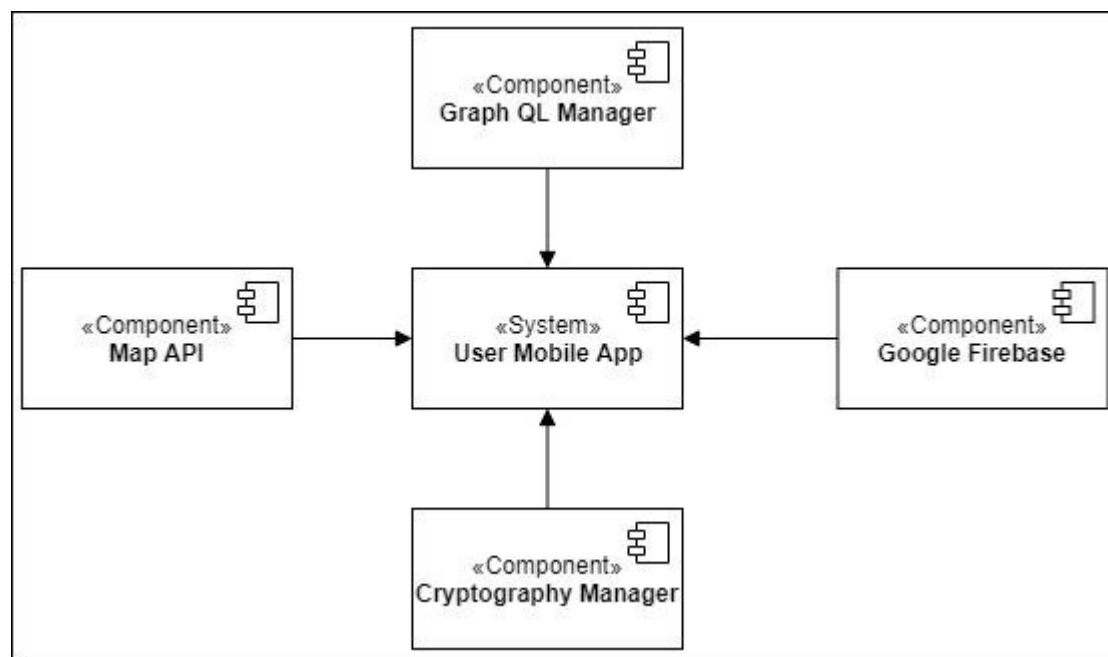 «Component»
Graph QL Manager
«Component»
Map API
«System»
User Mobile App
«Component»
Google Firebase
«Component»
Cryptography Manager